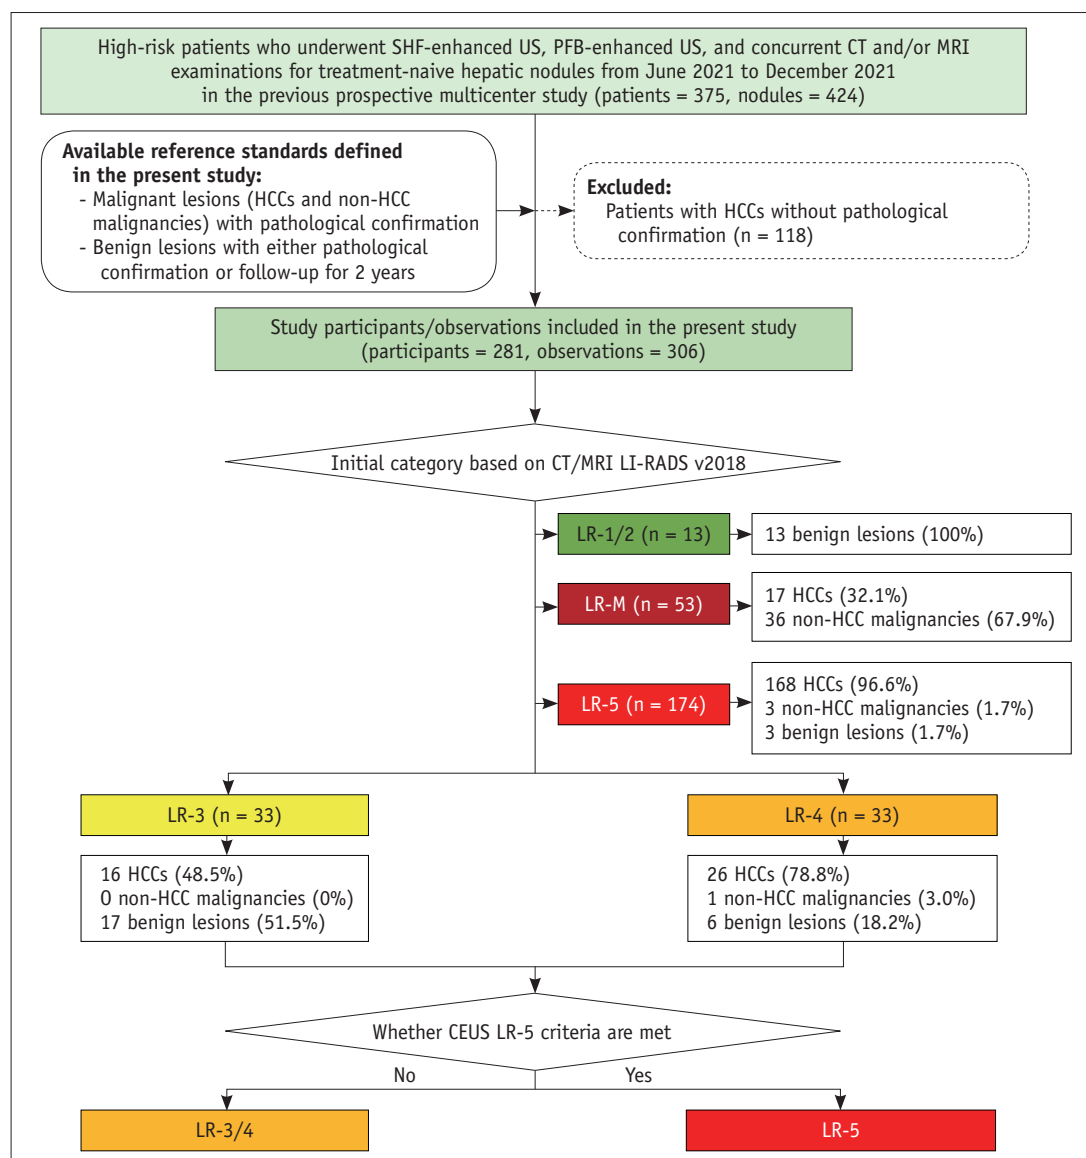 High-risk patients who underwent SHF-enhanced US, PFB-enhanced US, and concurrent CT and/or MRI
examinations for treatment-naive hepatic nodules from June 2021 to December 2021
in the previous prospective multicenter study (patients = 375, nodules = 424)
Available reference standards defined
in the present study:
- Malignant lesions (HCCs and non-HCC
malignancies) with pathological confirmation
- Benign lesions with either pathological
confirmation or follow-up for 2 years
Excluded:
Patients with HCCs without pathological
confirmation (n = 118)
Study participants/observations included in the present study
(participants = 281, observations = 306)
Initial category based on CT/MRI LI-RADS v2018
LR-1/2 (n = 13)
13 benign lesions (100%)
LR-M (n = 53)
17 HCCs (32.1%)
36 non-HCC malignancies (67.9%)
LR-5 (n = 174)
168 HCCs (96.6%)
3 non-HCC malignancies (1.7%)
3 benign lesions (1.7%)
LR-3 (n = 33)
16 HCCs (48.5%)
0 non-HCC malignancies (0%)
17 benign lesions (51.5%)
LR-4 (n = 33)
26 HCCs (78.8%)
1 non-HCC malignancies (3.0%)
6 benign lesions (18.2%)
Whether CEUS LR-5 criteria are met
No
Yes
LR-3/4
LR-5